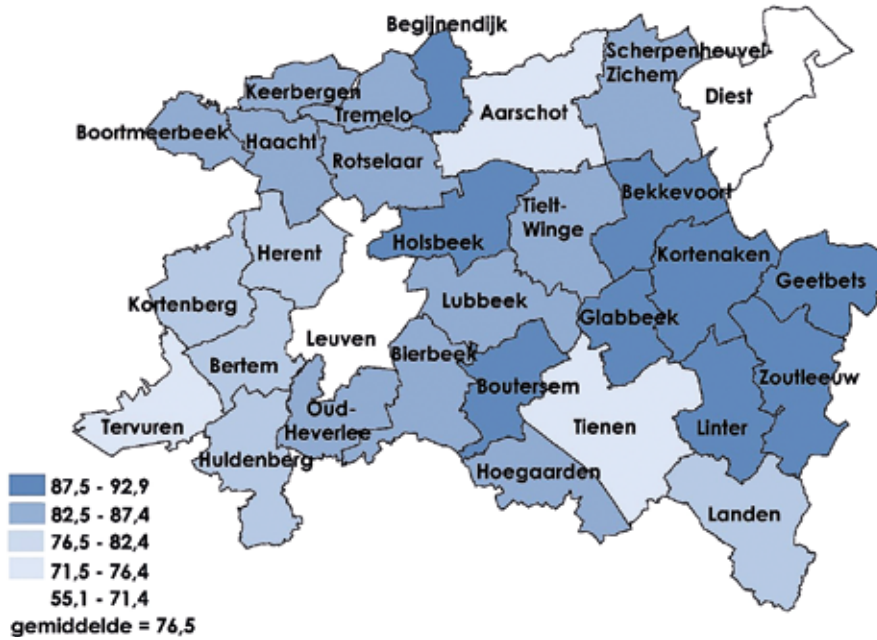 Begijnendijk
Scherpenheuvel-
Zichem
Keerbergen
Diest
Tremelo
Aarschot
Boortmeerbeek
Haacht
Rotselaar
Bekkevoort
Tielt-
Winge
Holsbeek
Herent
Kortenaken
Geetbets
Kortenberg
Lubbeek
Glabbeek
Leuven
Bierbeek
Bertem
Boutersem
Zoutleeuw
Oud-
Heverlee
Tervuren
Tienen
Linter
Huldenberg
Hoegaarden
Landen
87,5 - 92,9
82,5 - 87,4
76,5 - 82,4
71,5 - 76,4
55,1 - 71,4
gemiddelde = 76,5